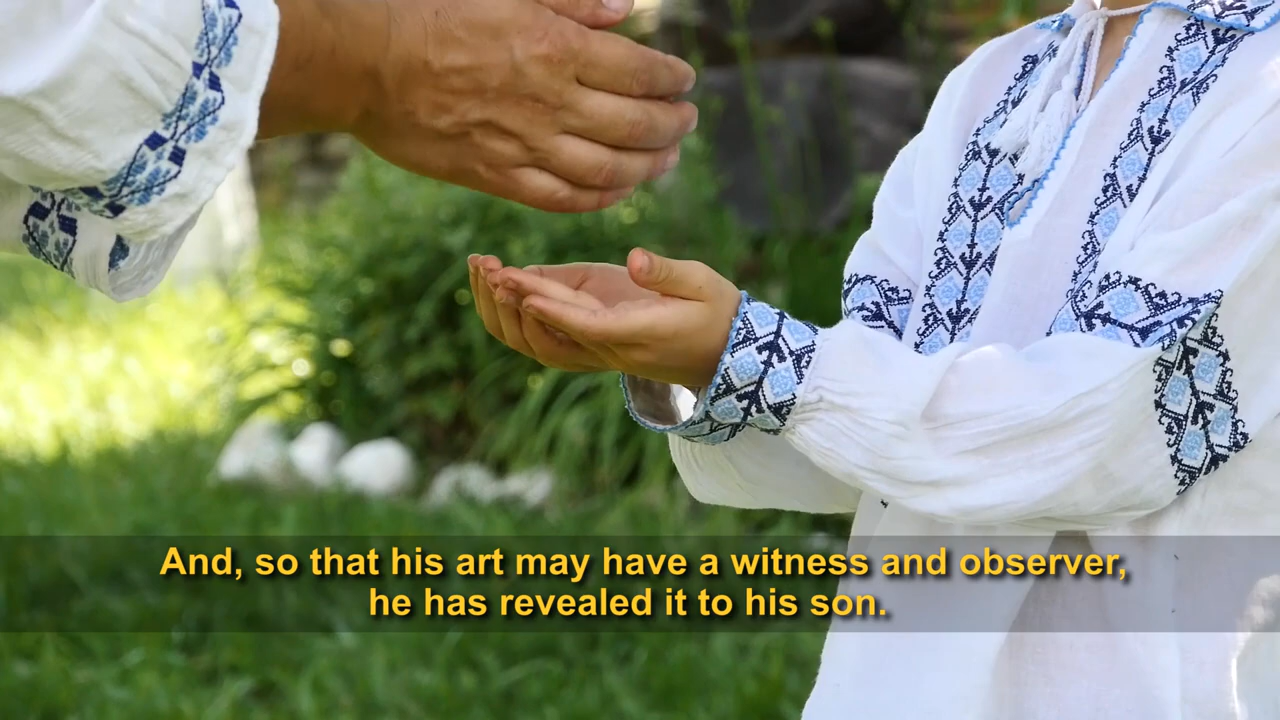 And, so that his art may have a witness and observer,
he has revealed it to his son.